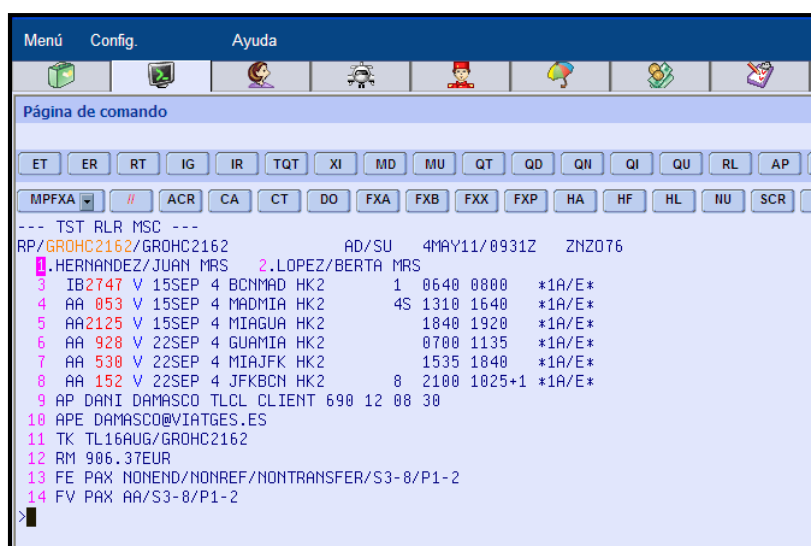 Menú Config. Ayuda
Página de comando
ET ER RT IG IR TQT XI MD MU QT QD QN QI QU RL AP
MPFXA // ACR CA CT DO FXA FXB FXX FXP HA HF HL NU SCR
--- TST RLR MSC ---
RP/GROHC2162/GROHC2162 AD/SU 4MAY11/0931Z ZNZO76
1.HERNANDEZ/JUAN MRS 2.LOPEZ/BERTA MRS
3 IB2747 V 15SEP 4 BCNMAD HK2 1 0640 0800 *1A/E*
4 AA 053 V 15SEP 4 MADMIA HK2 4S 1310 1640 *1A/E*
5 AA2125 V 15SEP 4 MIAGUA HK2 1840 1920 *1A/E*
6 AA 928 V 22SEP 4 GUAMIA HK2 0700 1135 *1A/E*
7 AA 530 V 22SEP 4 MIAJFK HK2 1535 1840 *1A/E*
8 AA 152 V 22SEP 4 JFKBCN HK2 8 2100 1025+1 *1A/E*
9 AP DANI DAMASCO TLCL CLIENT 690 12 08 30
10 APE DAMASCO@VIATGES.ES
11 TK TL16AUG/GROHC2162
12 RM 906.37EUR
13 FE PAX NONEND/NONREF/NONTRANSFER/S3-8/P1-2
14 FV PAX AA/S3-8/P1-2
>